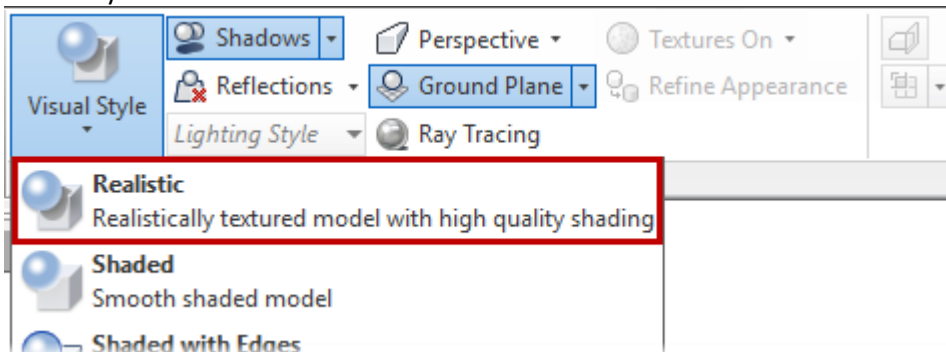 Shadows Perspective Textures On
Reflections Ground Plane Refine Appearance
Visual Style
Lighting Style Ray Tracing
Realistic
Realistically textured model with high quality shading
Shaded
Smooth shaded model
Shaded with Edges